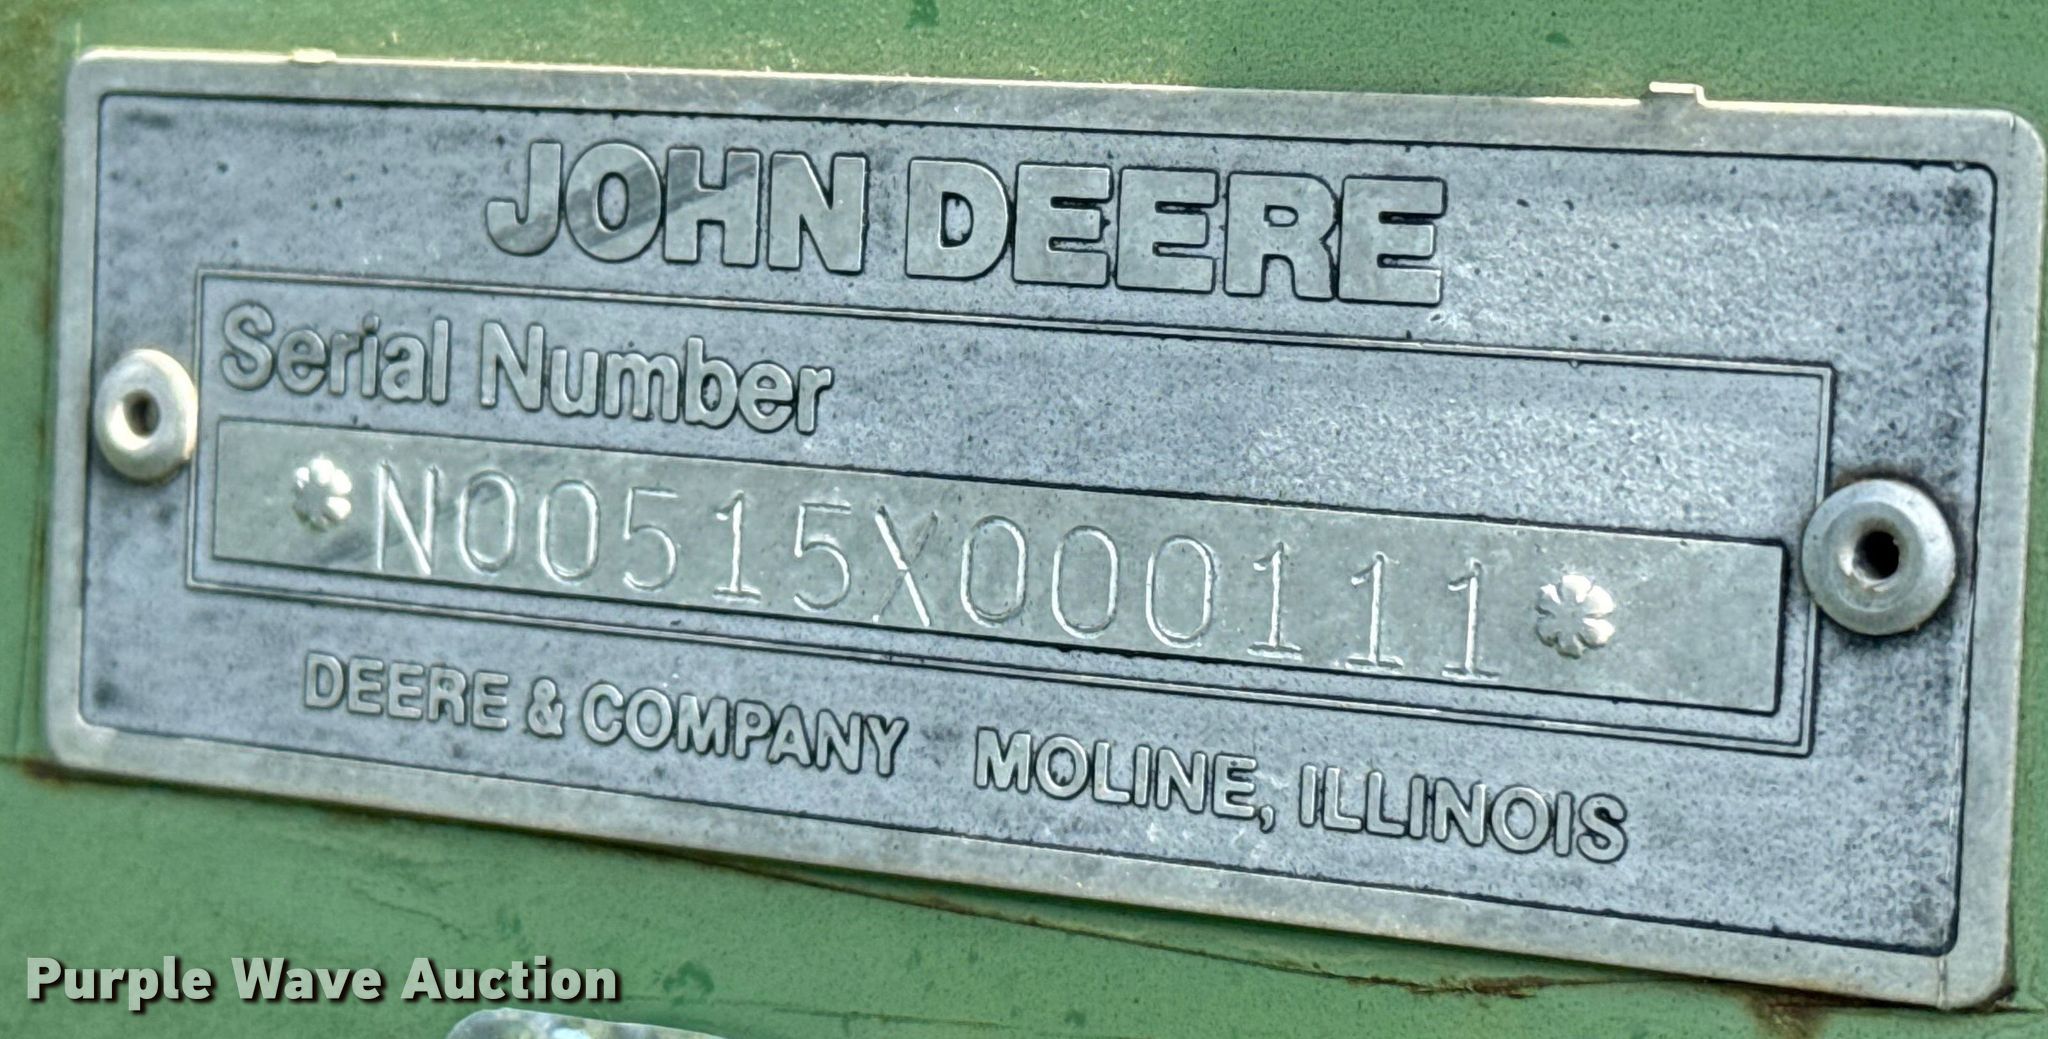 JOHN DEERE
Serial Number
*N00515X000111*
DEERE & COMPANY MOLINE, ILLINOIS
Purple Wave Auction